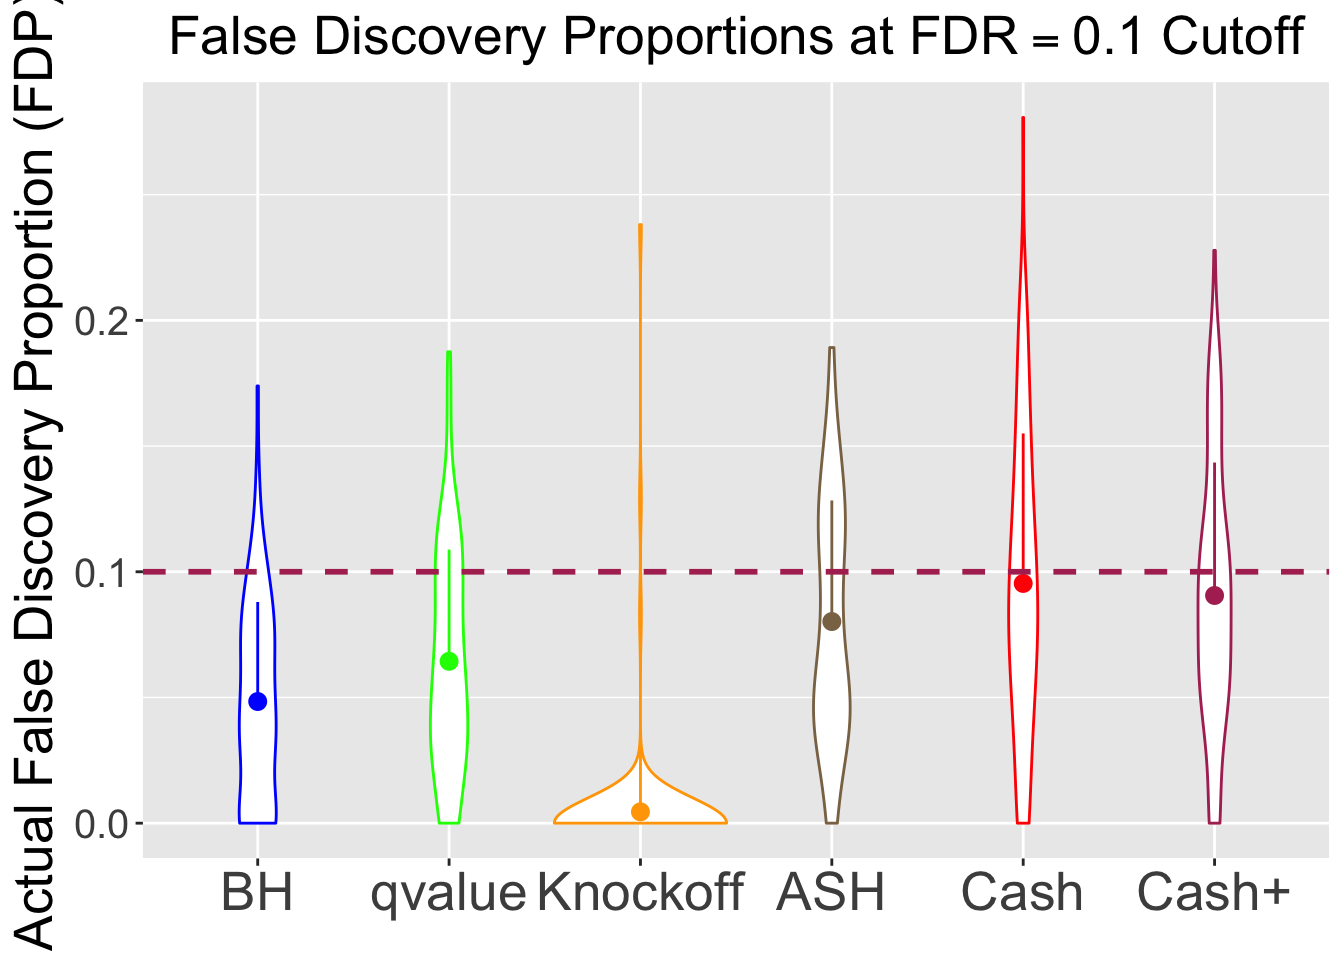 False Discovery Proportions at FDR = 0.1 Cutoff
Actual False Discovery Proportion (FDP)
0.2
0.1
0.0
BH qvalue Knockoff ASH Cash Cash+